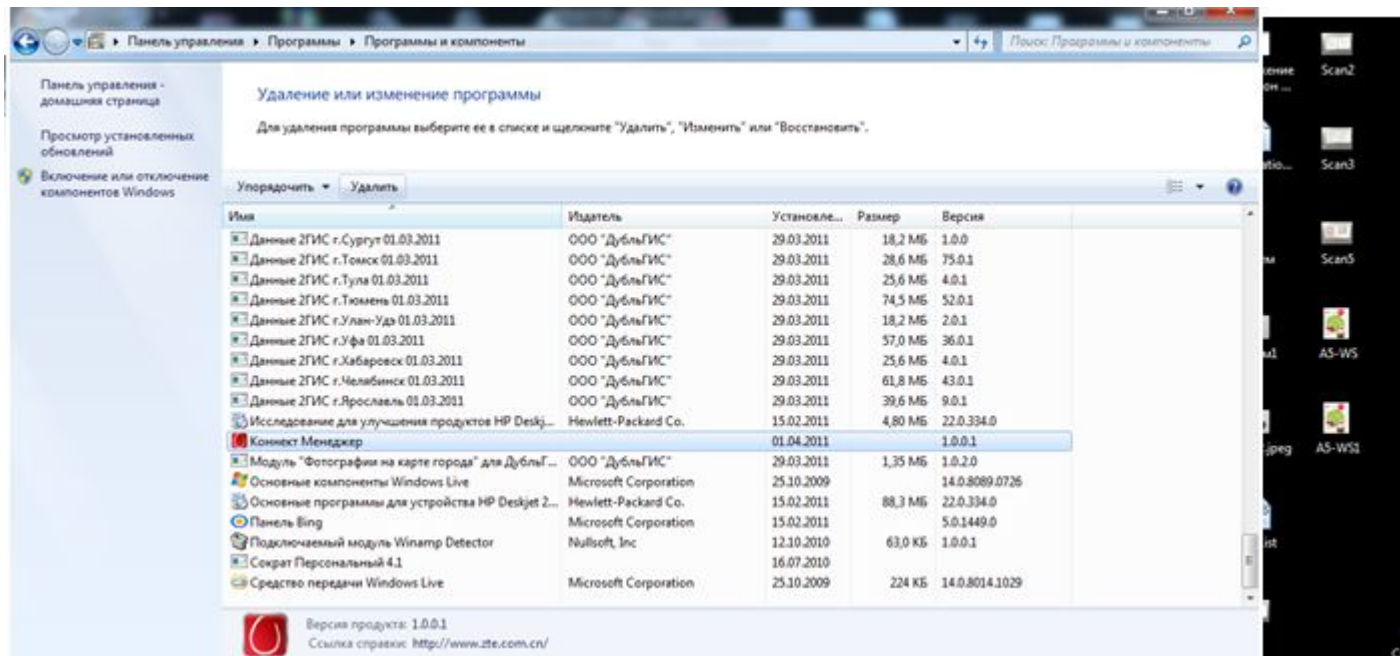 Панель управления ▸ Программы ▸ Программы и компоненты
Поиск: Программы и компоненты
Панель управления -
домашняя страница
Просмотр установленных
обновлений
Включение или отключение
компонентов Windows
Удаление или изменение программы
Для удаления программы выберите ее в списке и щелкните "Удалить", "Изменить" или "Восстановить".
Упорядочить Удалить
Имя Издатель Установле... Размер Версия
Данные 2ГИС г.Сургут 01.03.2011 ООО "ДубльГИС" 29.03.2011 18,2 МБ 1.0.0
Данные 2ГИС г.Томск 01.03.2011 ООО "ДубльГИС" 29.03.2011 28,6 МБ 75.0.1
Данные 2ГИС г.Тула 01.03.2011 ООО "ДубльГИС" 29.03.2011 25,6 МБ 4.0.1
Данные 2ГИС г.Тюмень 01.03.2011 ООО "ДубльГИС" 29.03.2011 74,5 МБ 52.0.1
Данные 2ГИС г.Улан-Удэ 01.03.2011 ООО "ДубльГИС" 29.03.2011 18,2 МБ 2.0.1
Данные 2ГИС г.Уфа 01.03.2011 ООО "ДубльГИС" 29.03.2011 57,0 МБ 36.0.1
Данные 2ГИС г.Хабаровск 01.03.2011 ООО "ДубльГИС" 29.03.2011 25,6 МБ 4.0.1
Данные 2ГИС г.Челябинск 01.03.2011 ООО "ДубльГИС" 29.03.2011 61,8 МБ 43.0.1
Данные 2ГИС г.Ярославль 01.03.2011 ООО "ДубльГИС" 29.03.2011 39,6 МБ 9.0.1
Исследование для улучшения продуктов HP Deskj... Hewlett-Packard Co. 15.02.2011 4,80 МБ 22.0.334.0
Коннект Менеджер 01.04.2011 1.0.0.1
Модуль "Фотографии на карте города" для ДубльГ... ООО "ДубльГИС" 29.03.2011 1,35 МБ 1.0.2.0
Основные компоненты Windows Live Microsoft Corporation 25.10.2009 14.0.8089.0726
Основные программы для устройства HP Deskjet 2... Hewlett-Packard Co. 15.02.2011 88,3 МБ 22.0.334.0
Панель Bing Microsoft Corporation 15.02.2011 5.0.1449.0
Подключаемый модуль Winamp Detector Nullsoft, Inc 12.10.2010 63,0 КБ 1.0.0.1
Сократ Персональный 4.1 16.07.2010
Средство передачи Windows Live Microsoft Corporation 25.10.2009 224 КБ 14.0.8014.1029
Версия продукта: 1.0.0.1
Ссылка справки: http://www.zte.com.cn/
Scan2
Scan3
Scan5
A5-WS
.jpeg A5-WS1